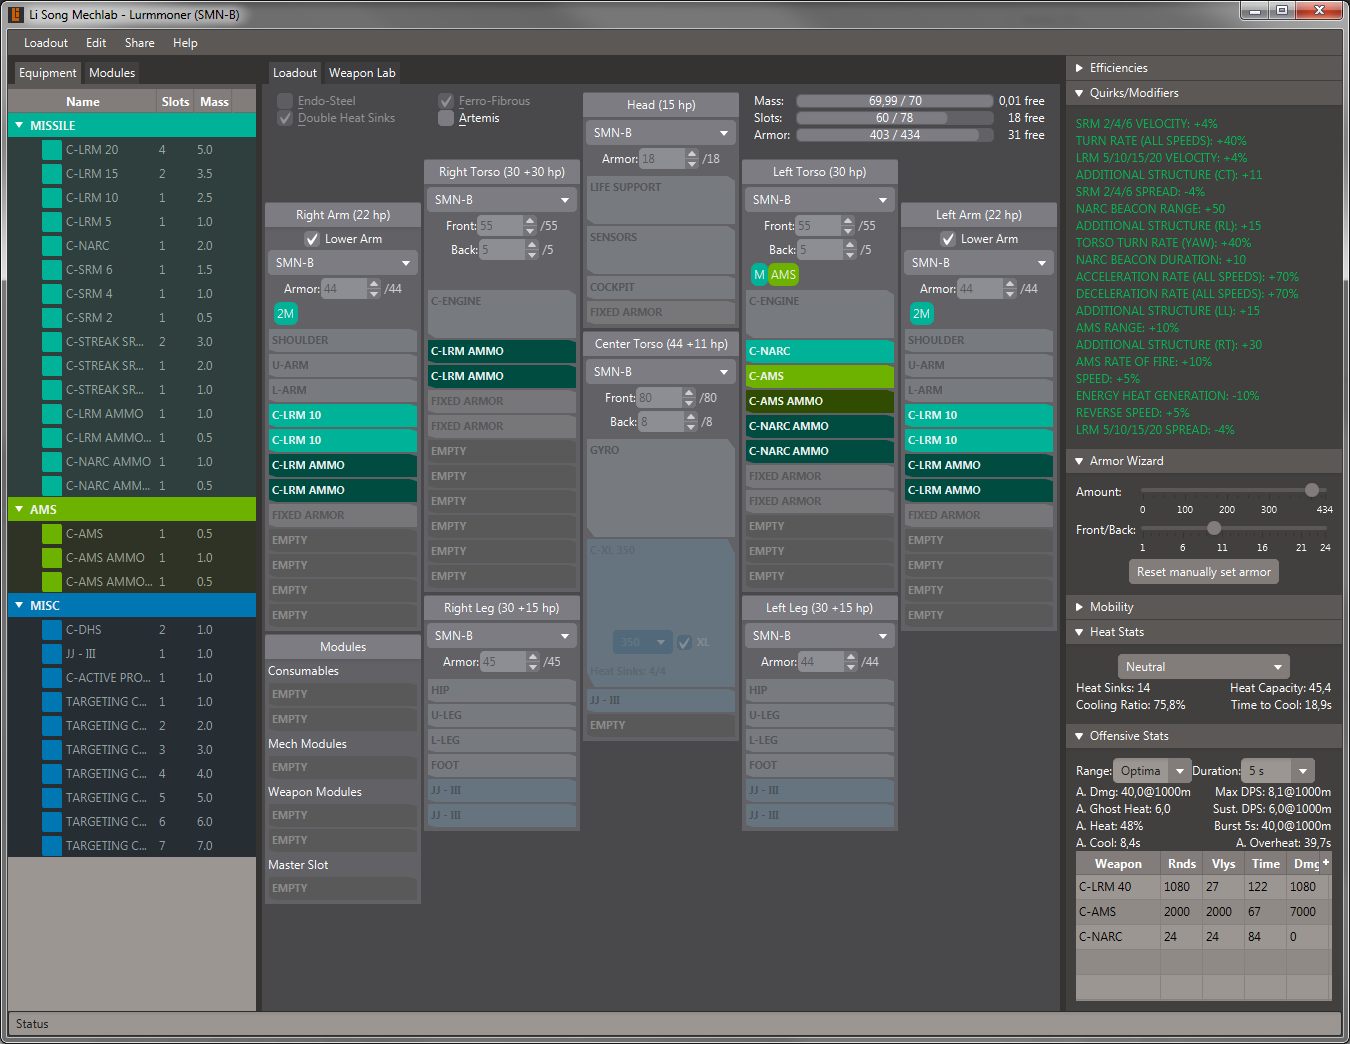 Li Song Mechlab - Lurmmoner (SMN-B)
Loadout Edit Share Help
Equipment Modules
Name Slots Mass
MISSILE
C-LRM 20 4 5.0
C-LRM 15 2 3.5
C-LRM 10 1 2.5
C-LRM 5 1 1.0
C-NARC 1 2.0
C-SRM 6 1 1.5
C-SRM 4 1 1.0
C-SRM 2 1 0.5
C-STREAK SR... 2 3.0
C-STREAK SR... 1 2.0
C-STREAK SR... 1 1.0
C-LRM AMMO 1 1.0
C-LRM AMMO... 1 0.5
C-NARC AMMO 1 1.0
C-NARC AMM... 1 0.5
AMS
C-AMS 1 0.5
C-AMS AMMO 1 1.0
C-AMS AMMO... 1 0.5
MISC
C-DHS 2 1.0
JJ - III 1 1.0
C-ACTIVE PRO... 1 1.0
TARGETING C... 1 1.0
TARGETING C... 2 2.0
TARGETING C... 3 3.0
TARGETING C... 4 4.0
TARGETING C... 5 5.0
TARGETING C... 6 6.0
TARGETING C... 7 7.0
Loadout Weapon Lab
Endo-Steel
Double Heat Sinks
Ferro-Fibrous
Artemis
Mass: 69,99 / 70 0,01 free
Slots: 60 / 78 18 free
Armor: 403 / 434 31 free
Right Arm (22 hp)
Lower Arm
SMN-B
Armor: 44 /44
2M
SHOULDER
U-ARM
L-ARM
C-LRM 10
C-LRM 10
C-LRM AMMO
C-LRM AMMO
FIXED ARMOR
EMPTY
EMPTY
EMPTY
EMPTY
Modules
Consumables
EMPTY
EMPTY
Mech Modules
EMPTY
Weapon Modules
EMPTY
EMPTY
Master Slot
EMPTY
Right Torso (30 +30 hp)
SMN-B
Front: 55 /55
Back: 5 /5
C-ENGINE
C-LRM AMMO
C-LRM AMMO
FIXED ARMOR
FIXED ARMOR
EMPTY
EMPTY
EMPTY
EMPTY
EMPTY
EMPTY
Right Leg (30 +15 hp)
SMN-B
Armor: 45 /45
HIP
U-LEG
L-LEG
FOOT
JJ - III
JJ - III
Head (15 hp)
SMN-B
Armor: 18 /18
LIFE SUPPORT
SENSORS
COCKPIT
FIXED ARMOR
Center Torso (44 +11 hp)
SMN-B
Front: 80 /80
Back: 8 /8
GYRO
C-XL 350
350 XL
Heat Sinks: 4/4
JJ - III
EMPTY
Left Torso (30 hp)
SMN-B
Front: 55 /55
Back: 5 /5
M AMS
C-ENGINE
C-NARC
C-AMS
C-AMS AMMO
C-NARC AMMO
C-NARC AMMO
FIXED ARMOR
FIXED ARMOR
EMPTY
EMPTY
EMPTY
Left Leg (30 +15 hp)
SMN-B
Armor: 44 /44
HIP
U-LEG
L-LEG
FOOT
JJ - III
JJ - III
Left Arm (22 hp)
Lower Arm
SMN-B
Armor: 44 /44
2M
SHOULDER
U-ARM
L-ARM
C-LRM 10
C-LRM 10
C-LRM AMMO
C-LRM AMMO
FIXED ARMOR
EMPTY
EMPTY
EMPTY
EMPTY
Efficiencies
Quirks/Modifiers
SRM 2/4/6 VELOCITY: +4%
TURN RATE (ALL SPEEDS): +40%
LRM 5/10/15/20 VELOCITY: +4%
ADDITIONAL STRUCTURE (CT): +11
SRM 2/4/6 SPREAD: -4%
NARC BEACON RANGE: +50
ADDITIONAL STRUCTURE (RL): +15
TORSO TURN RATE (YAW): +40%
NARC BEACON DURATION: +10
ACCELERATION RATE (ALL SPEEDS): +70%
DECELERATION RATE (ALL SPEEDS): +70%
ADDITIONAL STRUCTURE (LL): +15
AMS RANGE: +10%
ADDITIONAL STRUCTURE (RT): +30
AMS RATE OF FIRE: +10%
SPEED: +5%
ENERGY HEAT GENERATION: -10%
REVERSE SPEED: +5%
LRM 5/10/15/20 SPREAD: -4%
Armor Wizard
Amount:
0 100 200 300 434
Front/Back:
1 6 11 16 21 24
Reset manually set armor
Mobility
Heat Stats
Neutral
Heat Sinks: 14 Heat Capacity: 45,4
Cooling Ratio: 75,8% Time to Cool: 18,9s
Offensive Stats
Range: Optima Duration: 5 s
A. Dmg: 40,0@1000m Max DPS: 8,1@1000m
A. Ghost Heat: 6,0 Sust. DPS: 6,0@1000m
A. Heat: 48% Burst 5s: 40,0@1000m
A. Cool: 8,4s A. Overheat: 39,7s
Weapon Rnds Vlys Time Dmg +
C-LRM 40 1080 27 122 1080
C-AMS 2000 2000 67 7000
C-NARC 24 24 84 0
Status